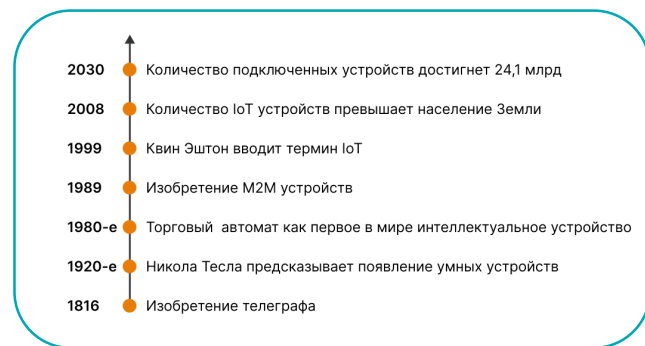 2030 Количество подключенных устройств достигнет 24,1 млрд
2008 Количество IoT устройств превышает население Земли
1999 Квин Эштон вводит термин IoT
1989 Изобретение M2M устройств
1980-е Торговый автомат как первое в мире интеллектуальное устройство
1920-е Никола Тесла предсказывает появление умных устройств
1816 Изобретение телеграфа